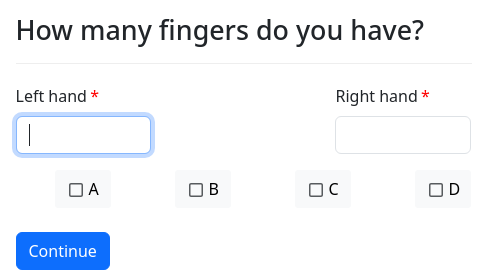 How many fingers do you have?
Left hand * Right hand *
A B C D
Continue